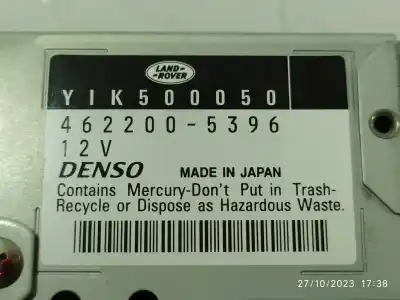 LAND-
ROVER
YIK500050
462200-5396
12V
DENSO MADE IN JAPAN
Contains Mercury-Don't Put in Trash-
Recycle or Dispose as Hazardous Waste.
27/10/2023 17:38